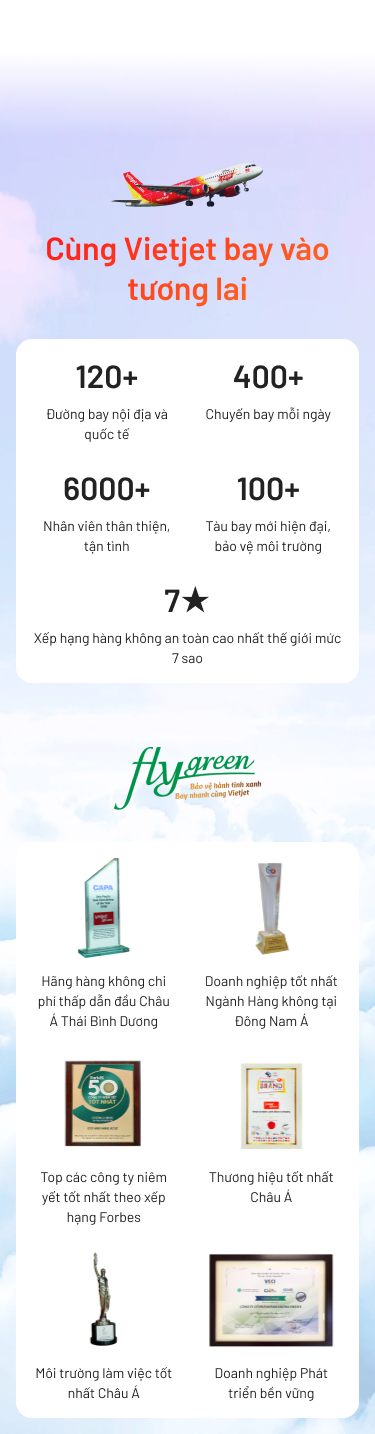 Cùng Vietjet bay vào
tương lai
120+
Đường bay nội địa và
quốc tế
400+
Chuyến bay mỗi ngày
6000+
Nhân viên thân thiện,
tận tình
100+
Tàu bay mới hiện đại,
bảo vệ môi trường
7★
Xếp hạng hàng không an toàn cao nhất thế giới mức
7 sao
fly green
Bảo vệ hành tinh xanh
Bay nhanh cùng Vietjet
CAPA
Hãng hàng không chi
phí thấp dẫn đầu Châu
Á Thái Bình Dương
Doanh nghiệp tốt nhất
Ngành Hàng không tại
Đông Nam Á
50
TỐT NHẤT
Top các công ty niêm
yết tốt nhất theo xếp
hạng Forbes
BRAND
Thương hiệu tốt nhất
Châu Á
Môi trường làm việc tốt
nhất Châu Á
Doanh nghiệp Phát
triển bền vững